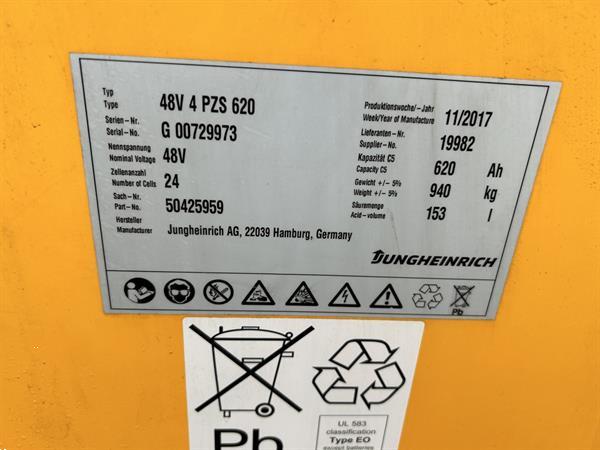 Typ
Type 48V 4 PZS 620
Serien-Nr.
Serial-No. G 00729973
Nennspannung
Nominal Voltage 48V
Zellenanzahl
Number of Cells 24
Sach-Nr.
Part-No. 50425959
Hersteller
Manufacturer Jungheinrich AG, 22039 Hamburg, Germany
Produktionswoche/-Jahr
Week/Year of Manufacture 11/2017
Lieferanten-Nr.
Supplier-No. 19982
Kapazität C5
Capacity C5 620 Ah
Gewicht +/- 5%
Weight +/- 5% 940 kg
Säuremenge
Acid-volume 153 l
JUNGHEINRICH
Pb
Pb
UL 583
classification
Type EO
except batteries